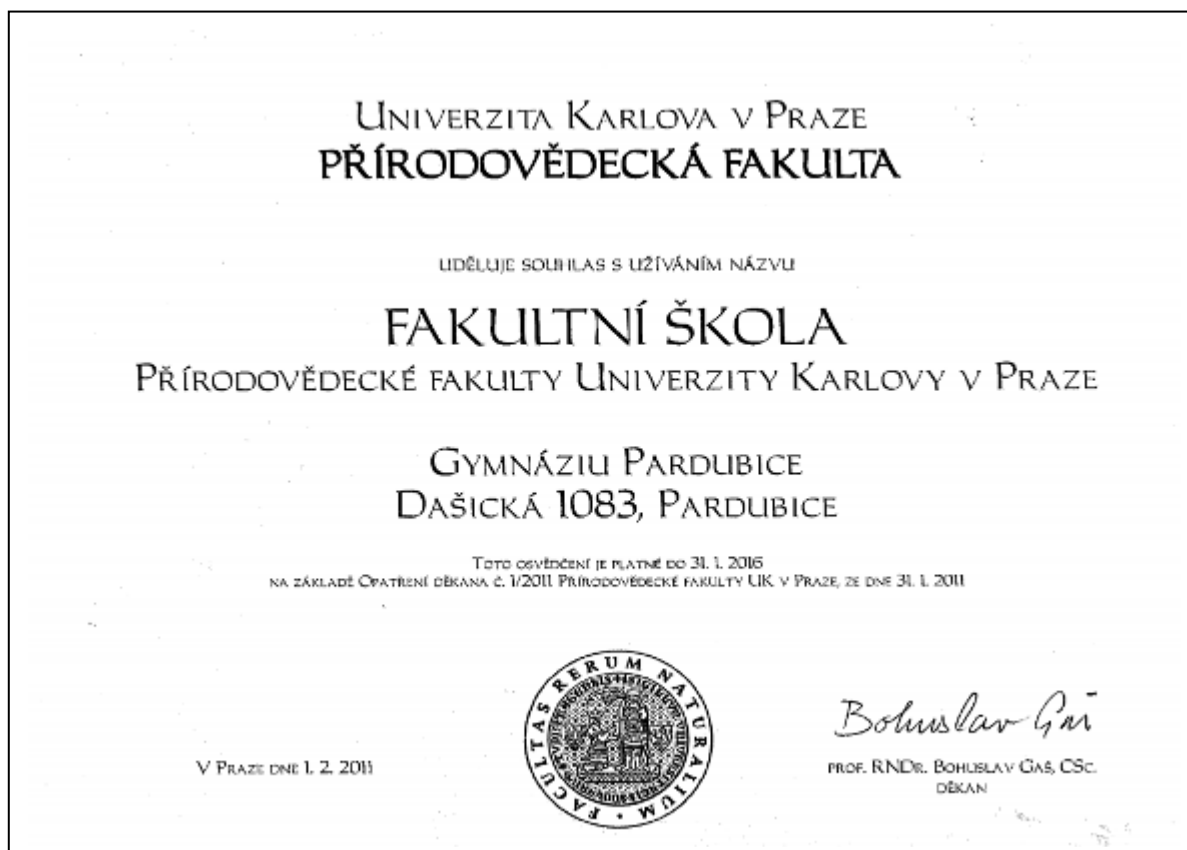 Univerzita Karlova v Praze
PŘÍRODOVĚDECKÁ FAKULTA
UDĚLUJE SOUHLAS S UŽÍVÁNÍM NÁZVU
FAKULTNÍ ŠKOLA
Přírodovědecké fakulty Univerzity Karlovy v Praze
Gymnáziu Pardubice
Dašická 1083, Pardubice
Toto osvědčení je platné do 31. 1. 2016
na základě Opatření děkana č. 1/2011 Přírodovědecké fakulty UK v Praze, ze dne 31. 1. 2011
FACULTAS RERUM NATURALIUM
Bohuslav Gaš
V Praze dne 1. 2. 2011
prof. RNDr. Bohuslav Gaš, CSc.
děkan